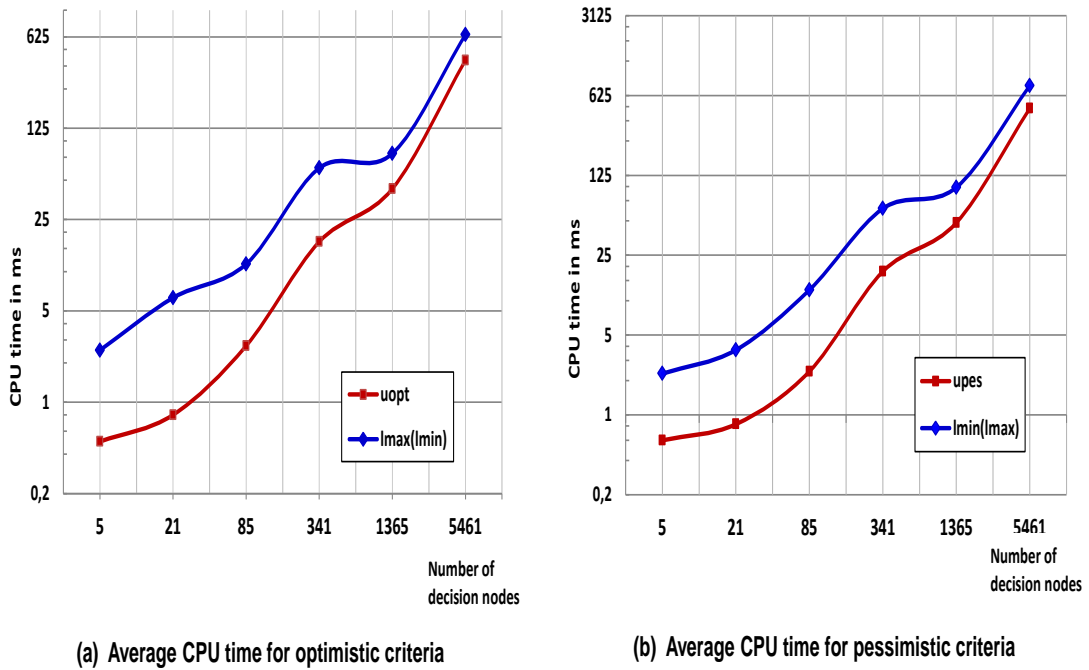 625
125
25
5
1
0,2
CPU time in ms
uopt
lmax(lmin)
5 21 85 341 1365 5461
Number of
decision nodes
(a) Average CPU time for optimistic criteria
3125
625
125
25
5
1
0,2
CPU time in ms
upes
lmin(lmax)
5 21 85 341 1365 5461
Number of
decision nodes
(b) Average CPU time for pessimistic criteria